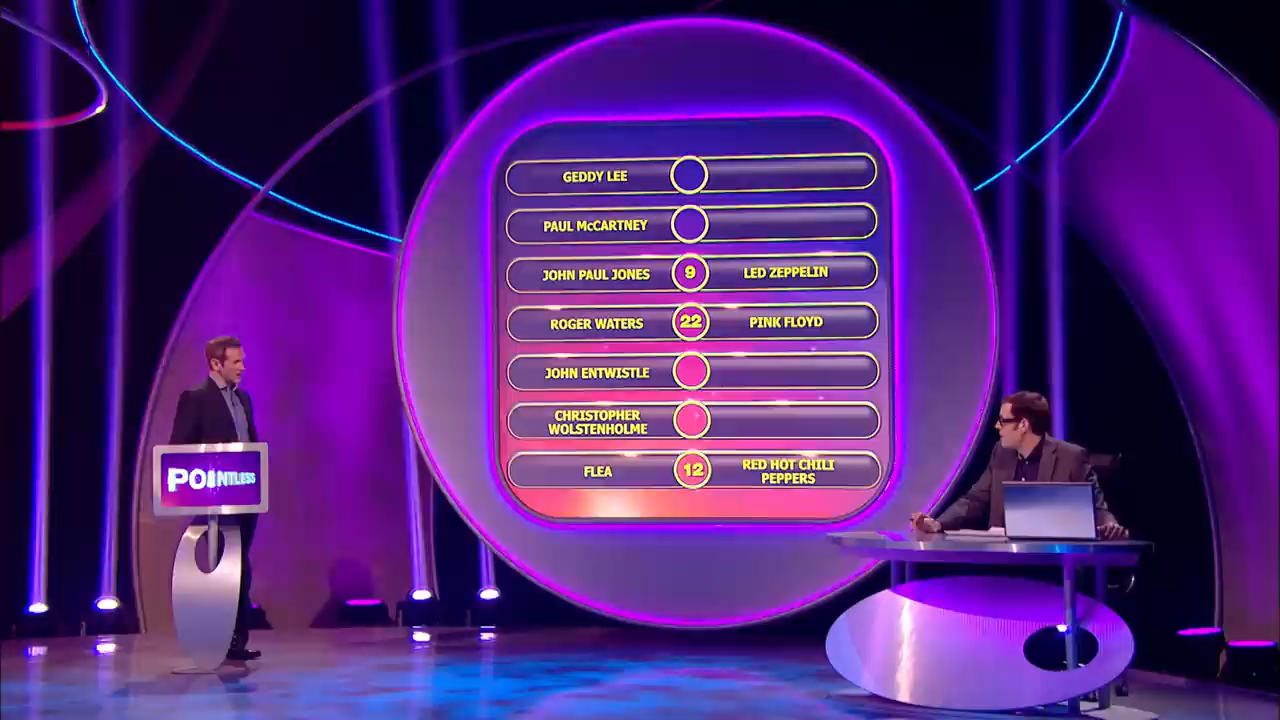 GEDDY LEE
PAUL McCARTNEY
JOHN PAUL JONES 9 LED ZEPPELIN
ROGER WATERS 22 PINK FLOYD
JOHN ENTWISTLE
CHRISTOPHER
WOLSTENHOLME
FLEA 12 RED HOT CHILI
PEPPERS
POINTLESS